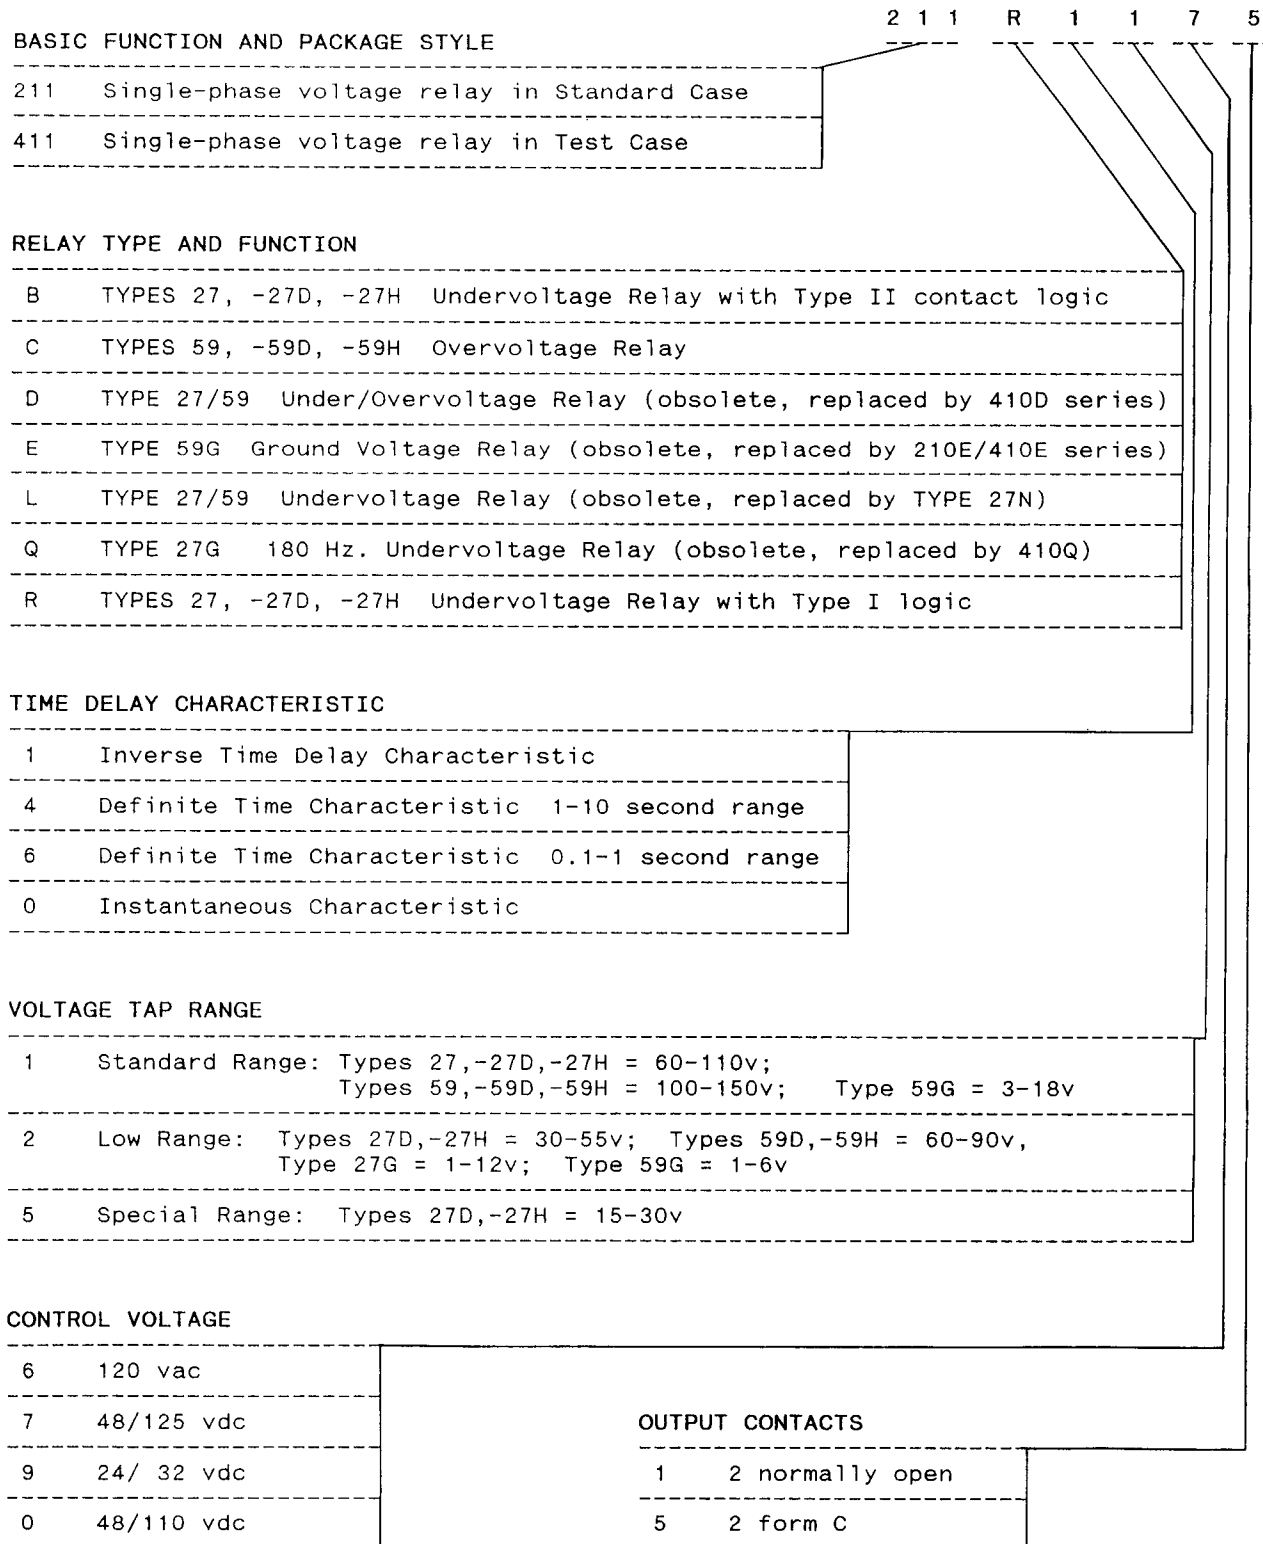 2 1 1 R 1 1 7 5
BASIC FUNCTION AND PACKAGE STYLE
211 Single-phase voltage relay in Standard Case
411 Single-phase voltage relay in Test Case
RELAY TYPE AND FUNCTION
B TYPES 27, -27D, -27H Undervoltage Relay with Type II contact logic
C TYPES 59, -59D, -59H Overvoltage Relay
D TYPE 27/59 Under/Overvoltage Relay (obsolete, replaced by 410D series)
E TYPE 59G Ground Voltage Relay (obsolete, replaced by 210E/410E series)
L TYPE 27/59 Undervoltage Relay (obsolete, replaced by TYPE 27N)
Q TYPE 27G 180 Hz. Undervoltage Relay (obsolete, replaced by 410Q)
R TYPES 27, -27D, -27H Undervoltage Relay with Type I logic
TIME DELAY CHARACTERISTIC
1 Inverse Time Delay Characteristic
4 Definite Time Characteristic 1-10 second range
6 Definite Time Characteristic 0.1-1 second range
0 Instantaneous Characteristic
VOLTAGE TAP RANGE
1 Standard Range: Types 27,-27D,-27H = 60-110v;
Types 59,-59D,-59H = 100-150v; Type 59G = 3-18v
2 Low Range: Types 27D,-27H = 30-55v; Types 59D,-59H = 60-90v,
Type 27G = 1-12v; Type 59G = 1-6v
5 Special Range: Types 27D,-27H = 15-30v
CONTROL VOLTAGE
6 120 vac
7 48/125 vdc
9 24/ 32 vdc
0 48/110 vdc
OUTPUT CONTACTS
1 2 normally open
5 2 form C